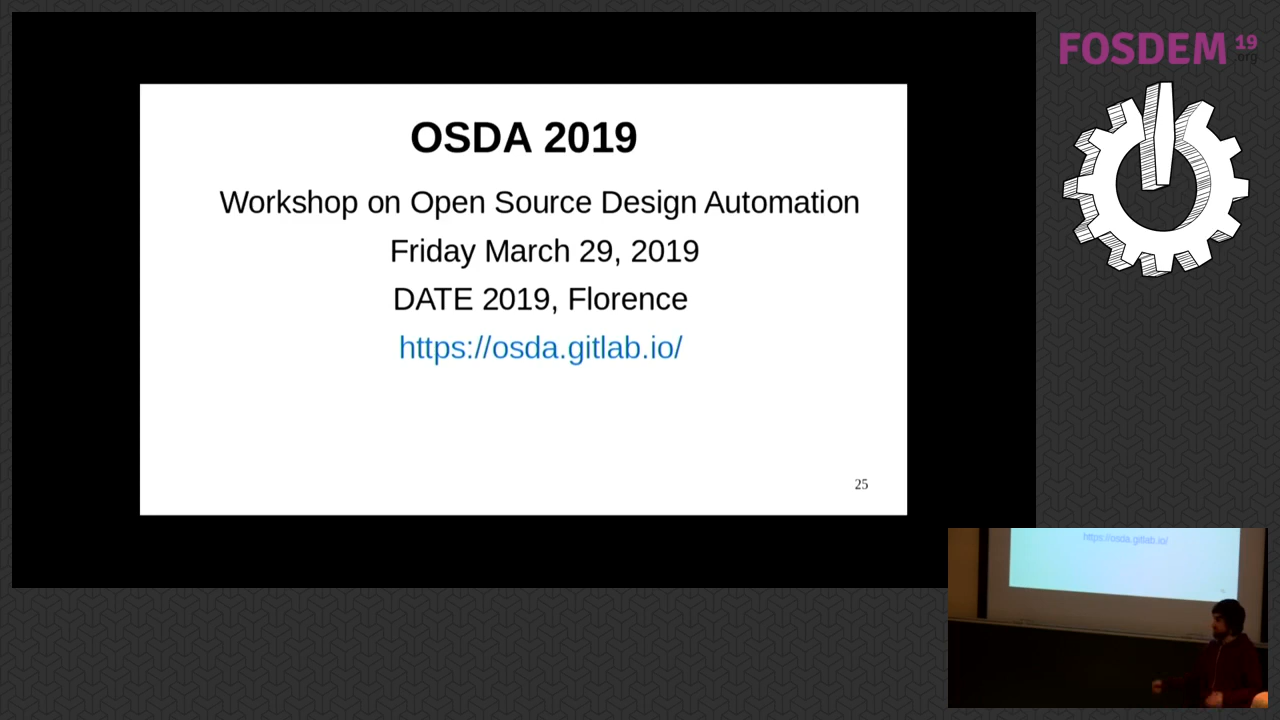 OSDA 2019
Workshop on Open Source Design Automation
Friday March 29, 2019
DATE 2019, Florence
https://osda.gitlab.io/
25
FOSDEM 19
.org
https://osda.gitlab.io/